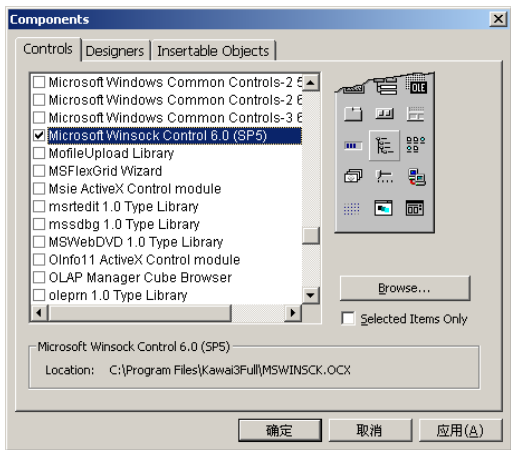 Components
Controls
Designers
Insertable Objects
Microsoft Windows Common Controls-2 5
Microsoft Windows Common Controls-2 6
Microsoft Windows Common Controls-3 6
Microsoft Winsock Control 6.0 (SP5)
MofileUpload Library
MSFlexGrid Wizard
Msie ActiveX Control module
msrtedit 1.0 Type Library
mssdbg 1.0 Type Library
MSWebDVD 1.0 Type Library
OInfo11 ActiveX Control module
OLAP Manager Cube Browser
oleprn 1.0 Type Library
OLE
Browse...
Selected Items Only
Microsoft Winsock Control 6.0 (SP5)
Location: C:\Program Files\Kawai3Full\MSWINSCK.OCX
确定
取消
应用(A)